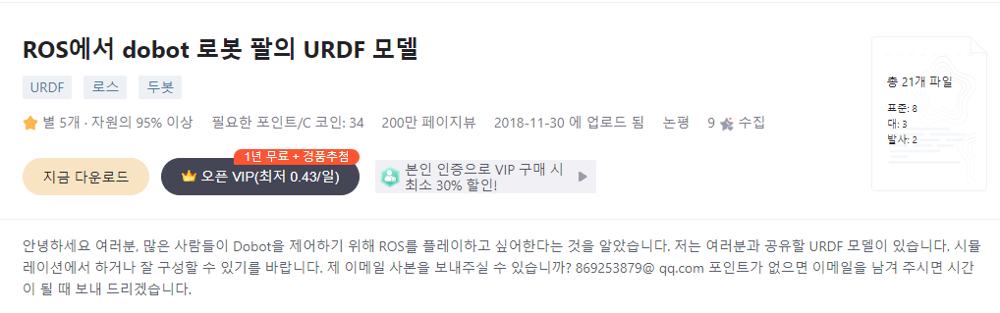 ROS에서 dobot 로봇 팔의 URDF 모델
URDF 로스 두봇
별 5개 · 자원의 95% 이상 필요한 포인트/C 코인: 34 200만 페이지뷰 2018-11-30 에 업로드 됨 논평 9 수집
총 21개 파일
표준: 8
대: 3
발사: 2
1년 무료 + 경품추첨
지금 다운로드
오픈 VIP(최저 0.43/일)
본인 인증으로 VIP 구매 시
최소 30% 할인!
안녕하세요 여러분, 많은 사람들이 Dobot을 제어하기 위해 ROS를 플레이하고 싶어한다는 것을 알았습니다. 저는 여러분과 공유할 URDF 모델이 있습니다. 시뮬
레이션에서 하거나 잘 구성할 수 있기를 바랍니다. 제 이메일 사본을 보내주실 수 있습니까? 869253879@ qq.com 포인트가 없으면 이메일을 남겨 주시면 시간
이 될 때 보내 드리겠습니다.